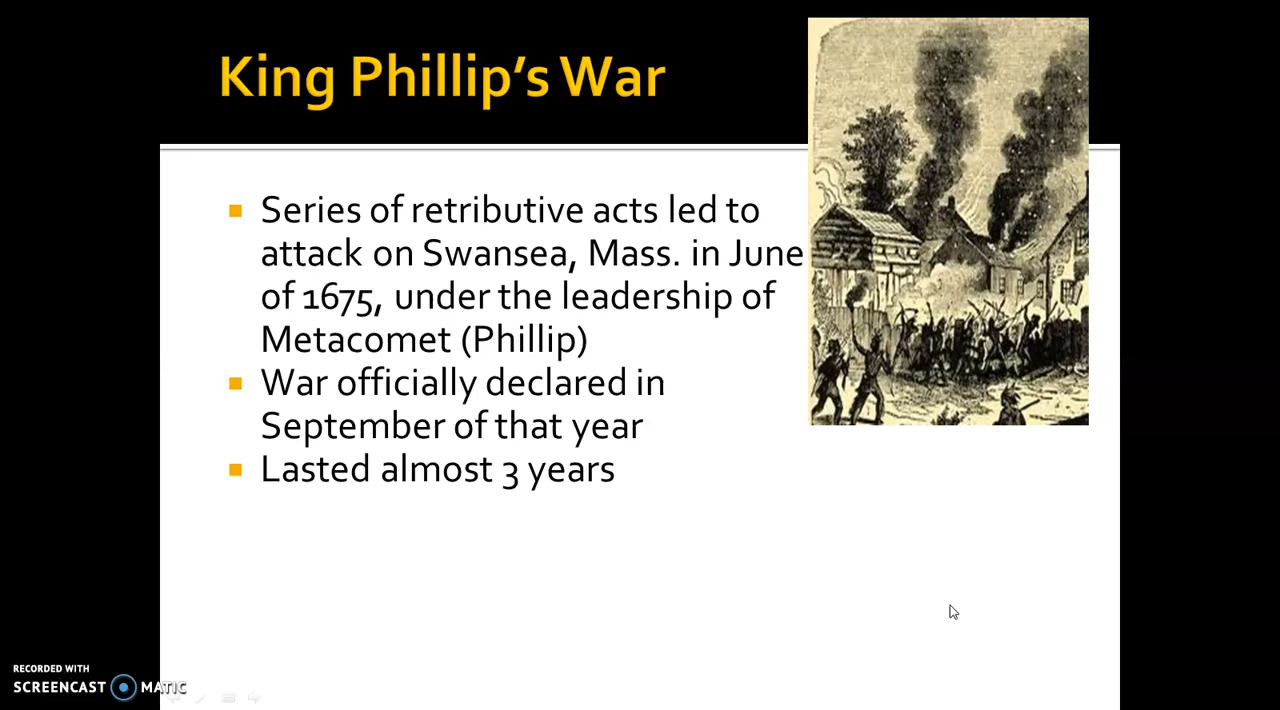 King Phillip’s War
▪ Series of retributive acts led to
attack on Swansea, Mass. in June
of 1675, under the leadership of
Metacomet (Phillip)
▪ War officially declared in
September of that year
▪ Lasted almost 3 years
RECORDED WITH
SCREENCAST MATIC